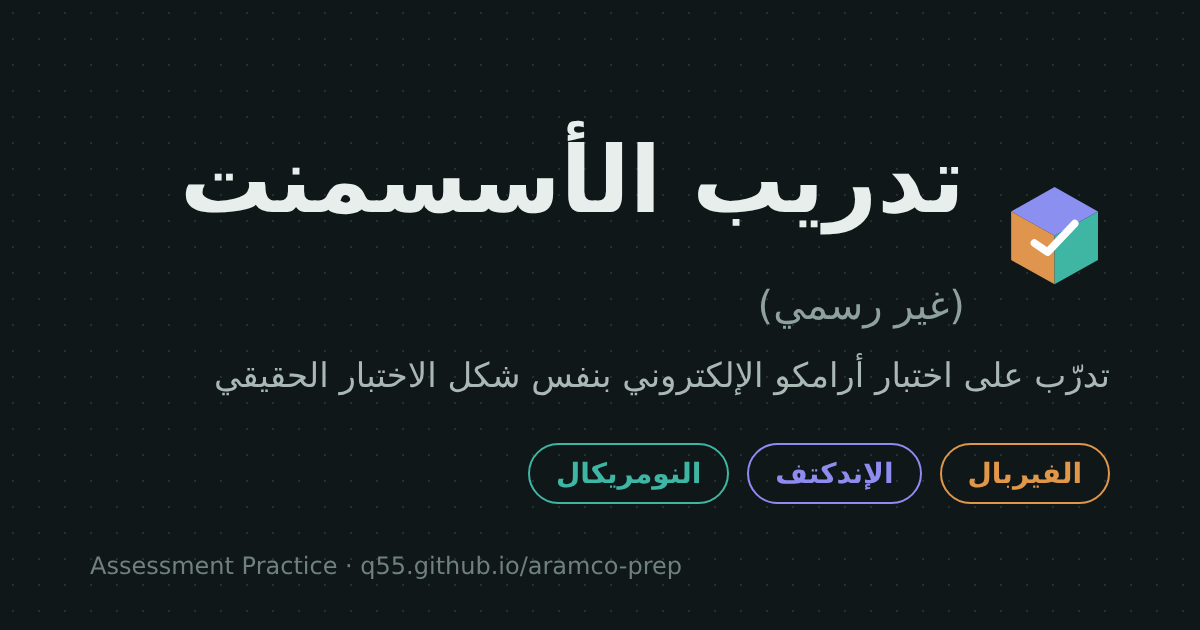 تدريب الأسسمنت
(غير رسمي)
تدرّب على اختبار أرامكو الإلكتروني بنفس شكل الاختبار الحقيقي
الفيربال الإندكتف النومريكال
Assessment Practice · q55.github.io/aramco-prep